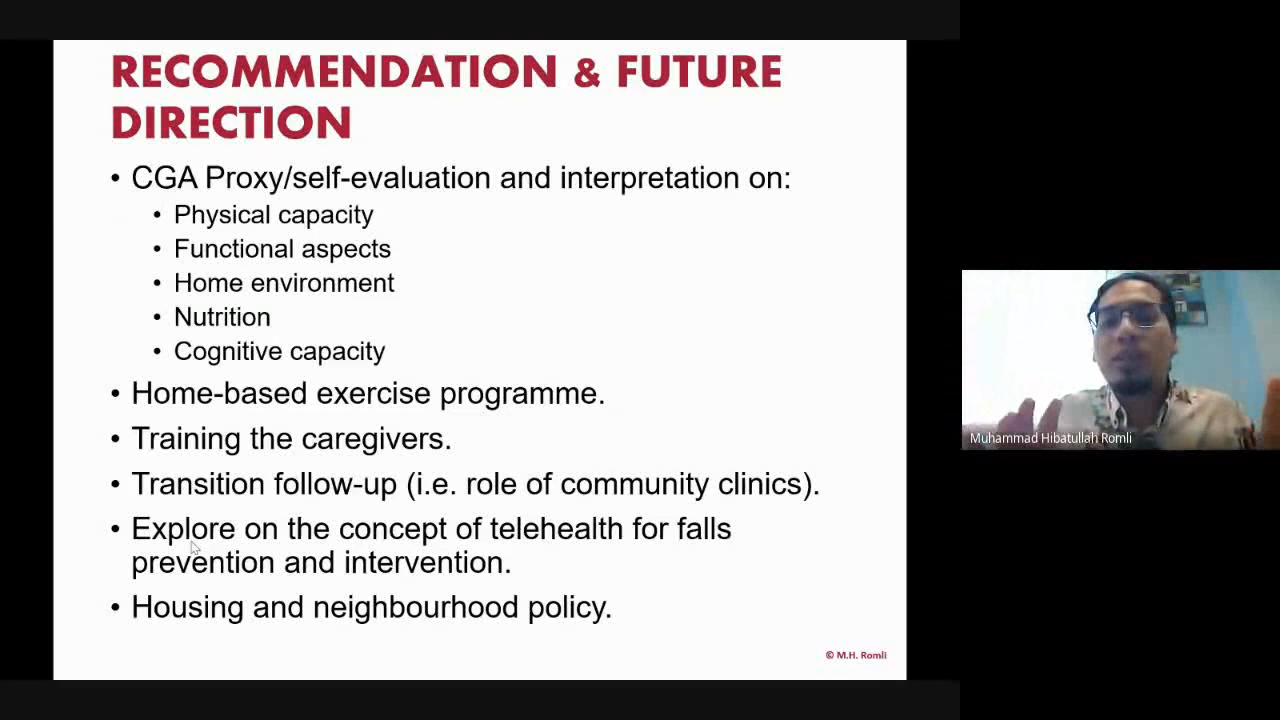 RECOMMENDATION & FUTURE
DIRECTION
• CGA Proxy/self-evaluation and interpretation on:
• Physical capacity
• Functional aspects
• Home environment
• Nutrition
• Cognitive capacity
• Home-based exercise programme.
• Training the caregivers.
• Transition follow-up (i.e. role of community clinics).
• Explore on the concept of telehealth for falls
prevention and intervention.
• Housing and neighbourhood policy.
© M.H. Romli
Muhammad Hibatullah Romli